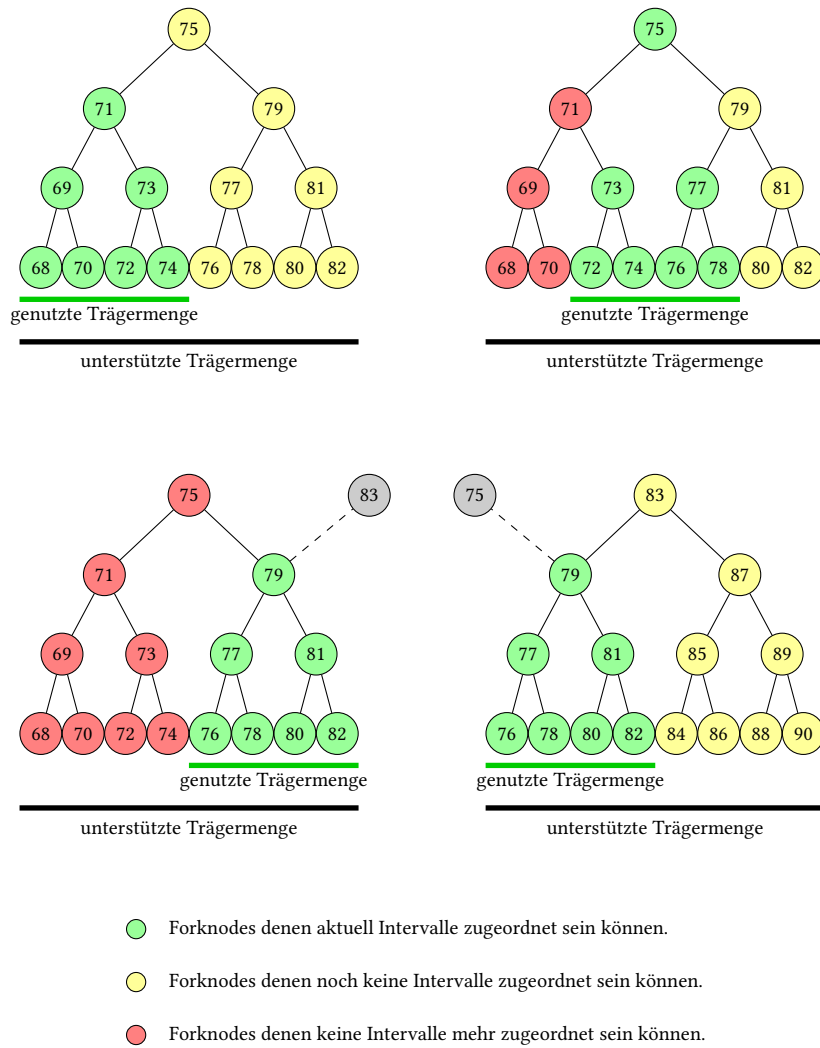 75 75
71 79 71 79
69 73 77 81 69 73 77 81
68 70 72 74 76 78 80 82 68 70 72 74 76 78 80 82
genutzte Trägermenge genutzte Trägermenge
unterstützte Trägermenge unterstützte Trägermenge
75 83 75 83
71 79 79 87
69 73 77 81 77 81 85 89
68 70 72 74 76 78 80 82 76 78 80 82 84 86 88 90
genutzte Trägermenge genutzte Trägermenge
unterstützte Trägermenge unterstützte Trägermenge
Forknodes denen aktuell Intervalle zugeordnet sein können.
Forknodes denen noch keine Intervalle zugeordnet sein können.
Forknodes denen keine Intervalle mehr zugeordnet sein können.